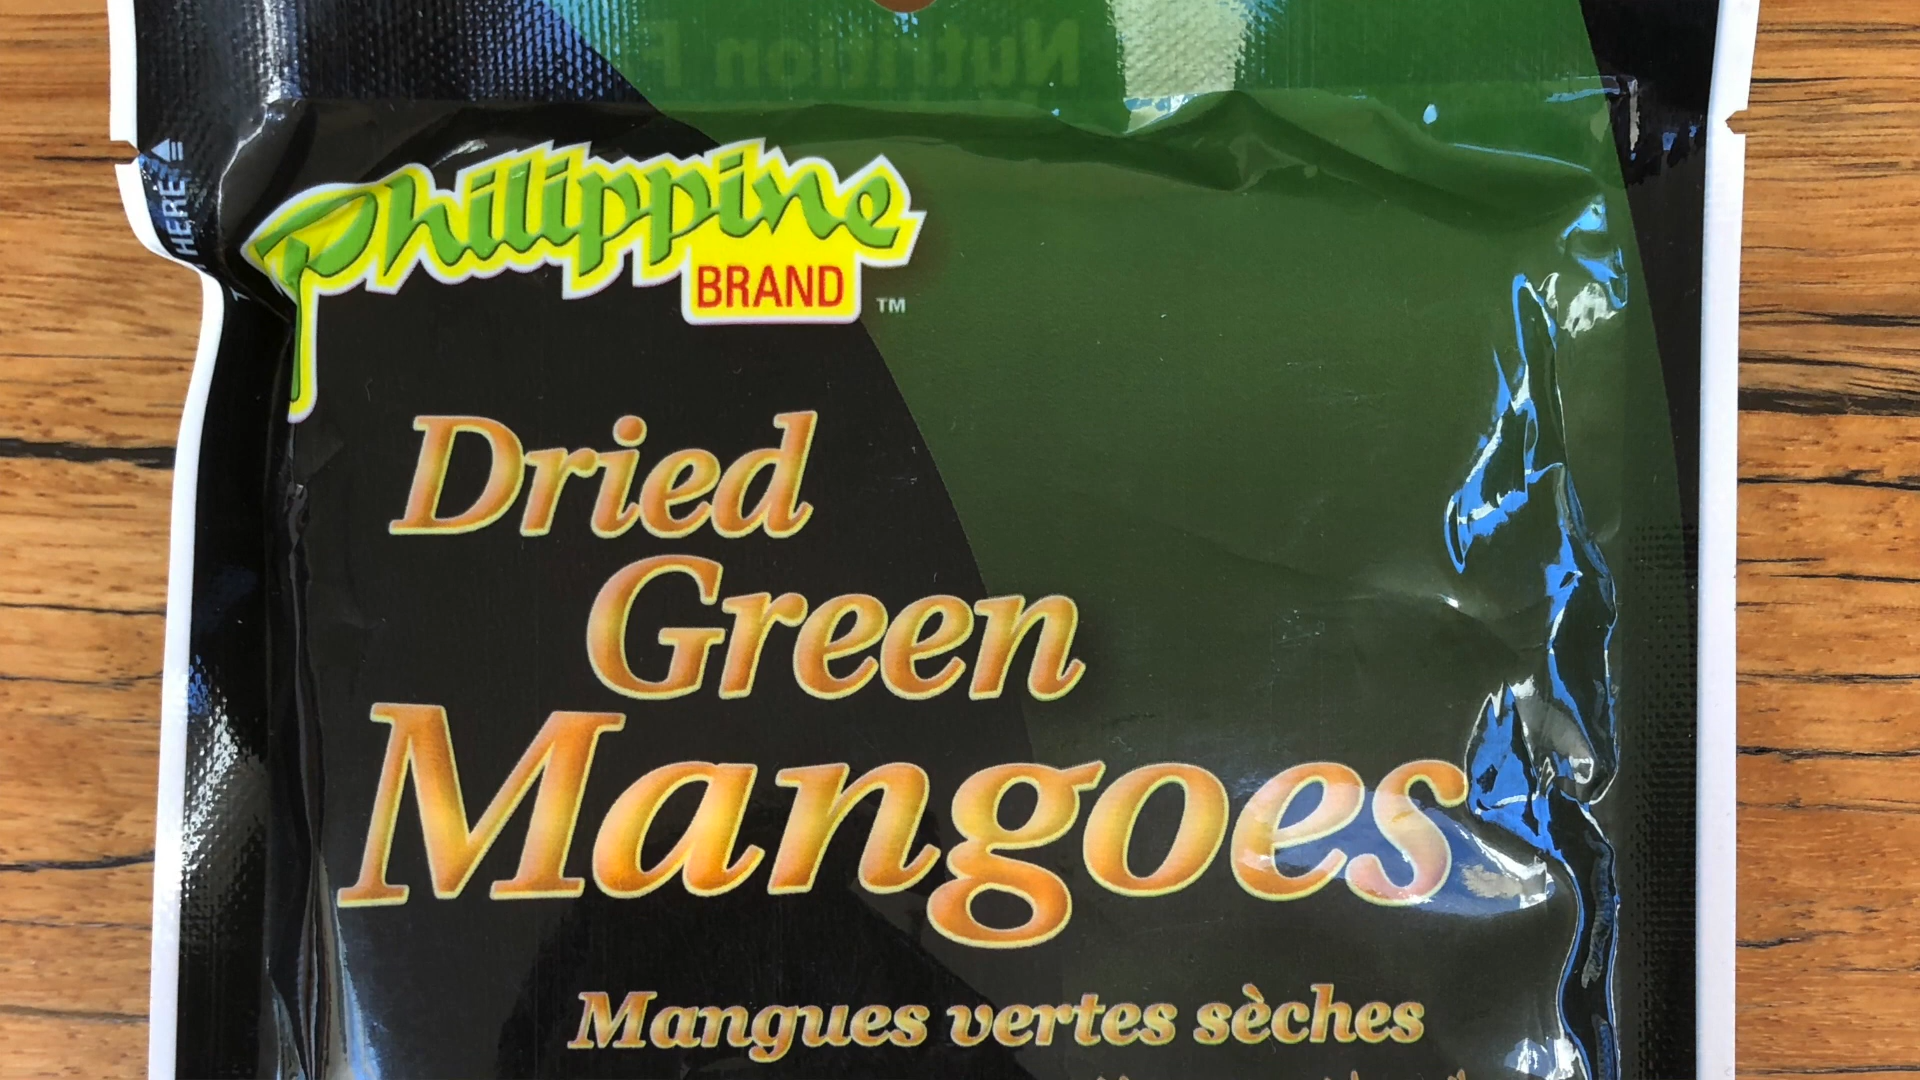 HERE
Philippine
BRAND ™
Dried
Green
Mangoes
Mangues vertes sèches